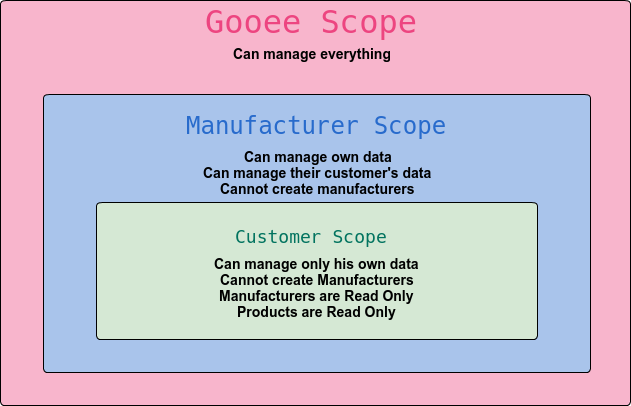 Gooee Scope
Can manage everything
Manufacturer Scope
Can manage own data
Can manage their customer's data
Cannot create manufacturers
Customer Scope
Can manage only his own data
Cannot create Manufacturers
Manufacturers are Read Only
Products are Read Only